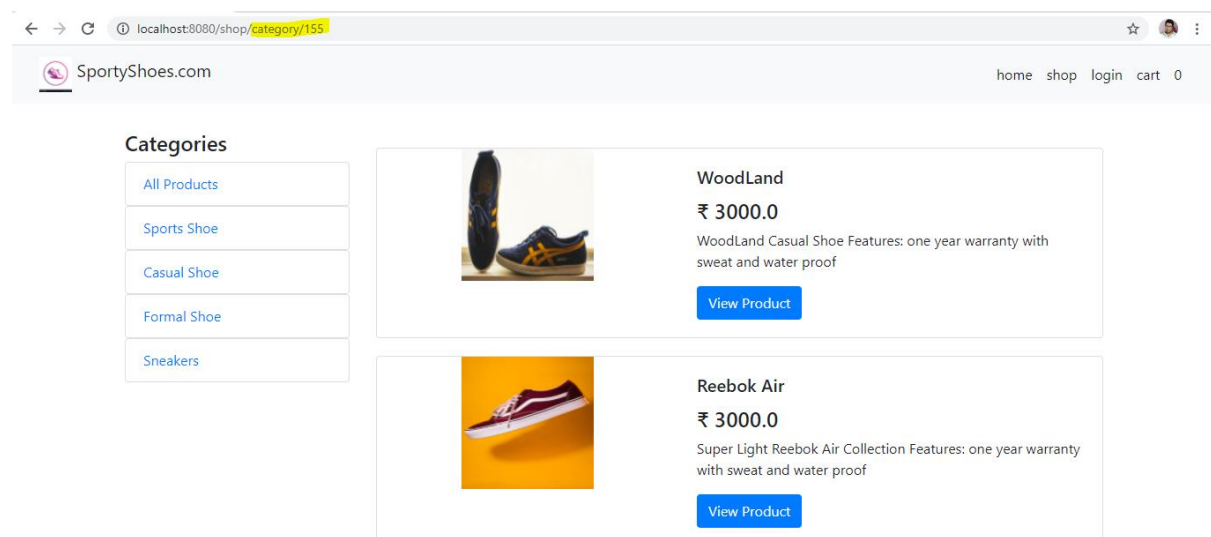 localhost:8080/shop/category/155
SportyShoes.com
home shop login cart 0
Categories
All Products
Sports Shoe
Casual Shoe
Formal Shoe
Sneakers
WoodLand
₹ 3000.0
WoodLand Casual Shoe Features: one year warranty with
sweat and water proof
View Product
Reebok Air
₹ 3000.0
Super Light Reebok Air Collection Features: one year warranty
with sweat and water proof
View Product